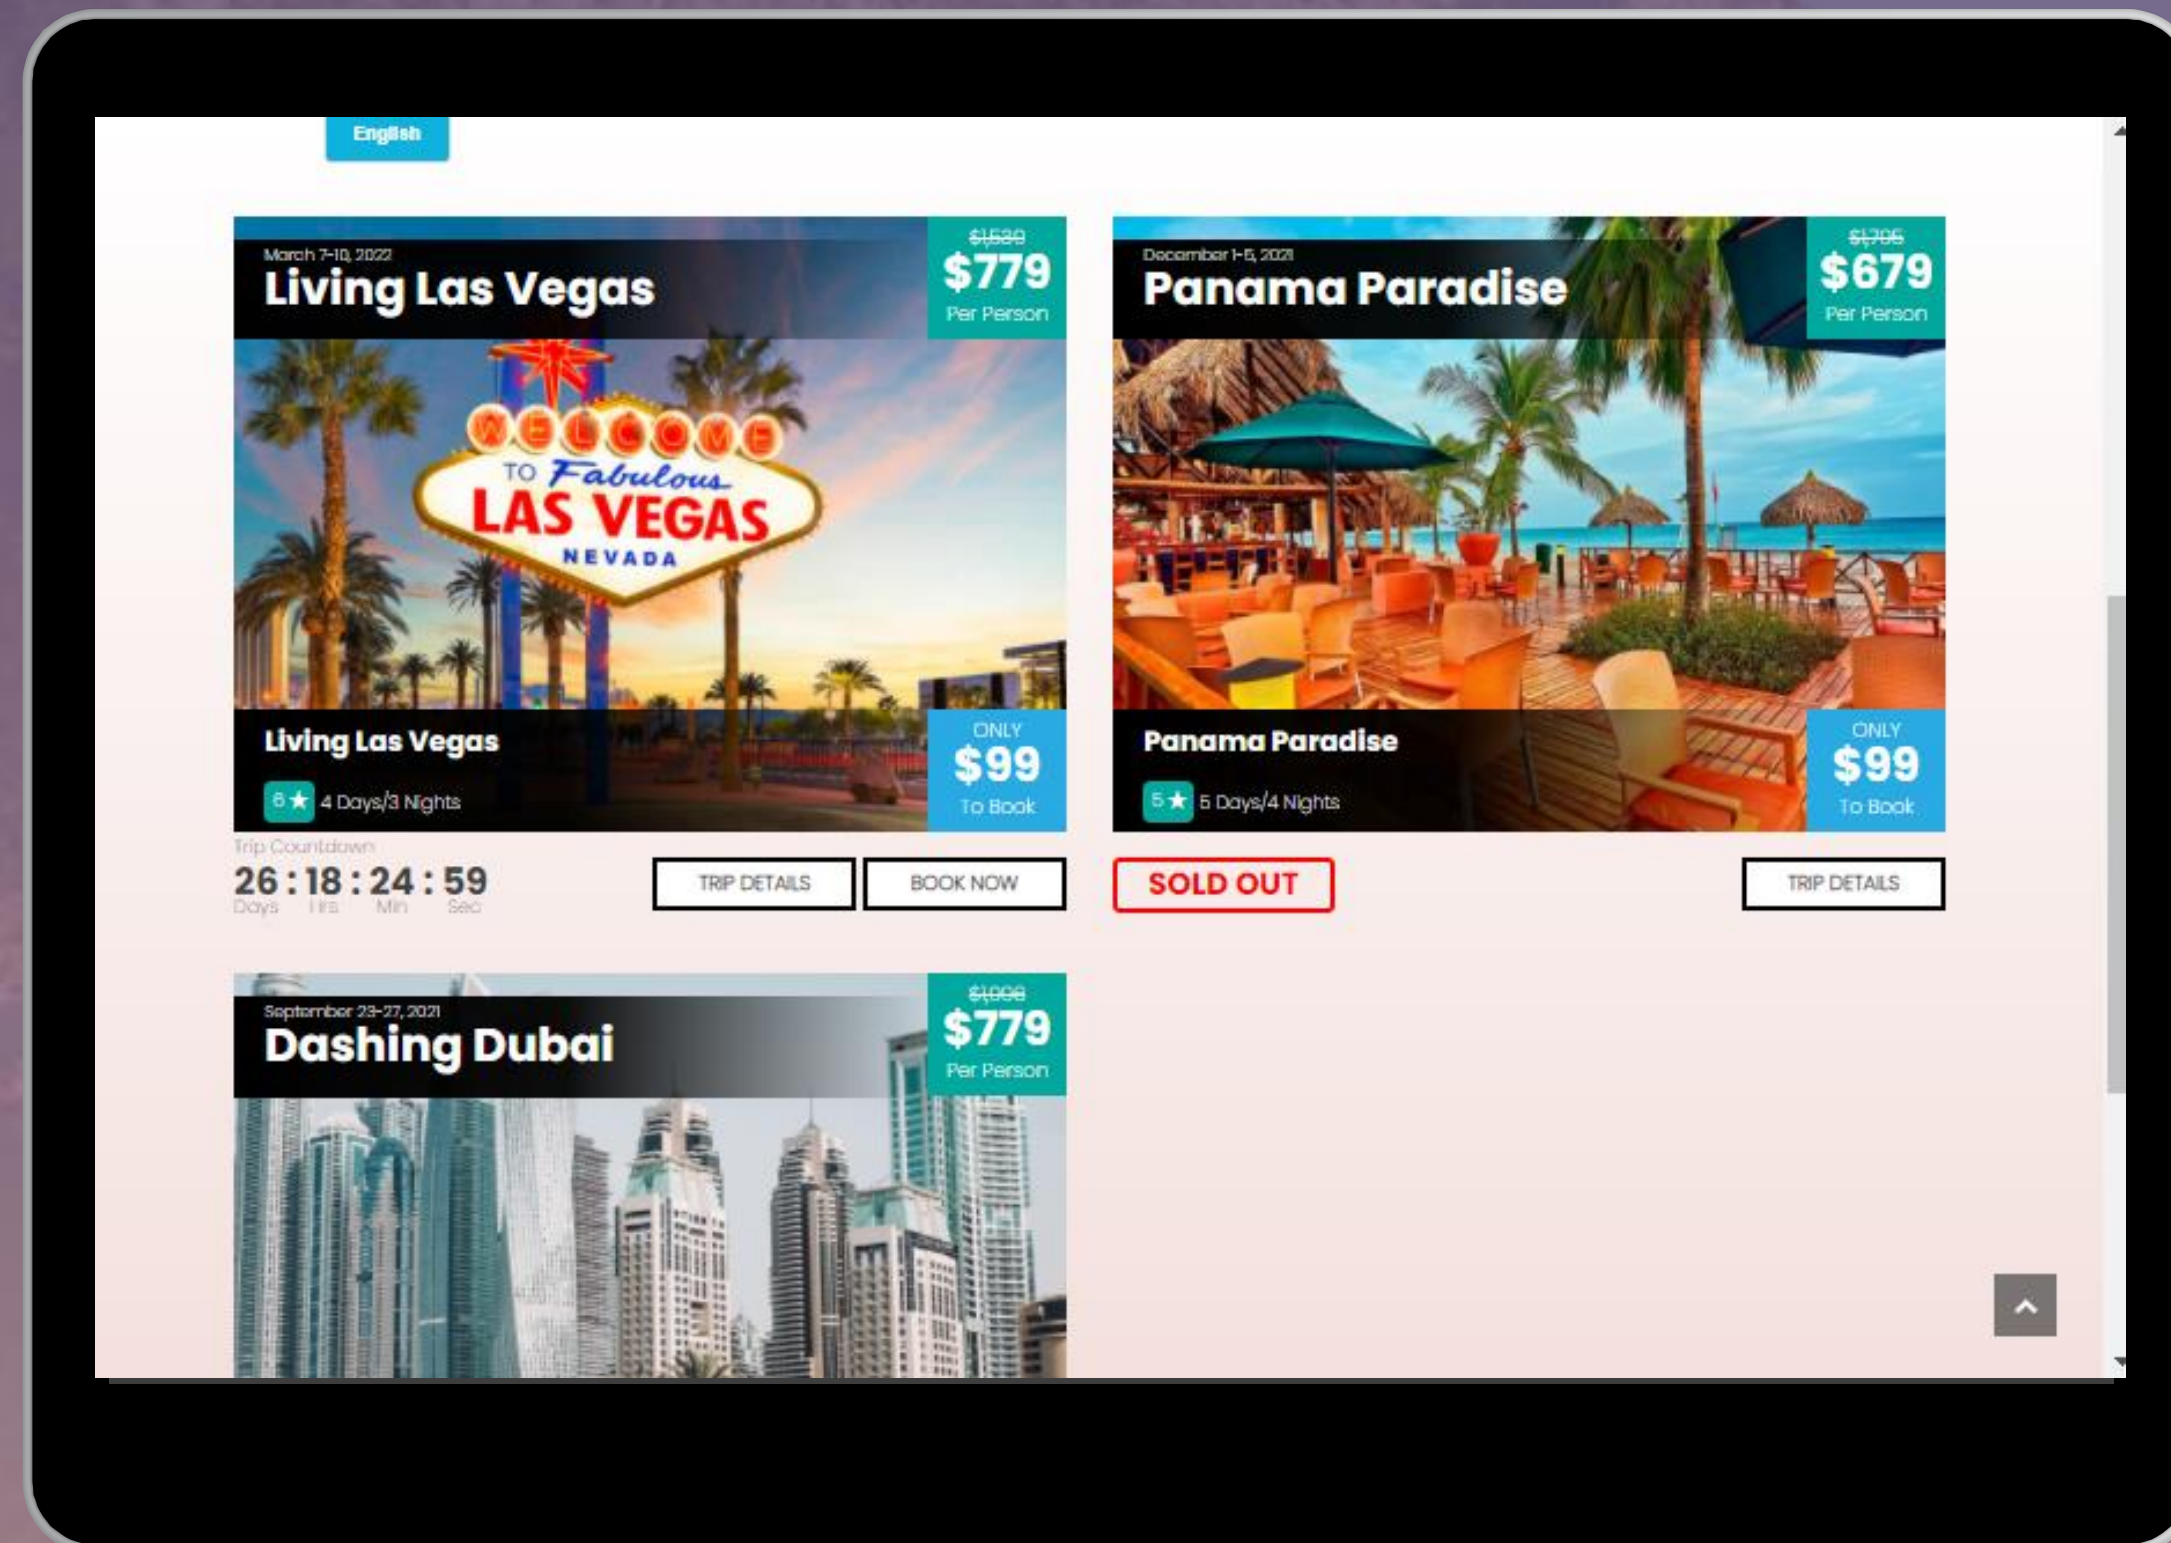 English
March 7-10, 2022
Living Las Vegas
$779
Per Person
WELCOME
TO Fabulous
LAS VEGAS
NEVADA
Living Las Vegas
4 Days/3 Nights
ONLY
$99
To Book
Trip Countdown
26 : 18 : 24 : 59
Days Hrs Min Sec
TRIP DETAILS
BOOK NOW
December 1-5, 2021
Panama Paradise
$679
Per Person
Panama Paradise
5 ★ 5 Days/4 Nights
ONLY
$99
To Book
SOLD OUT
TRIP DETAILS
September 23-27, 2021
Dashing Dubai
$779
Per Person